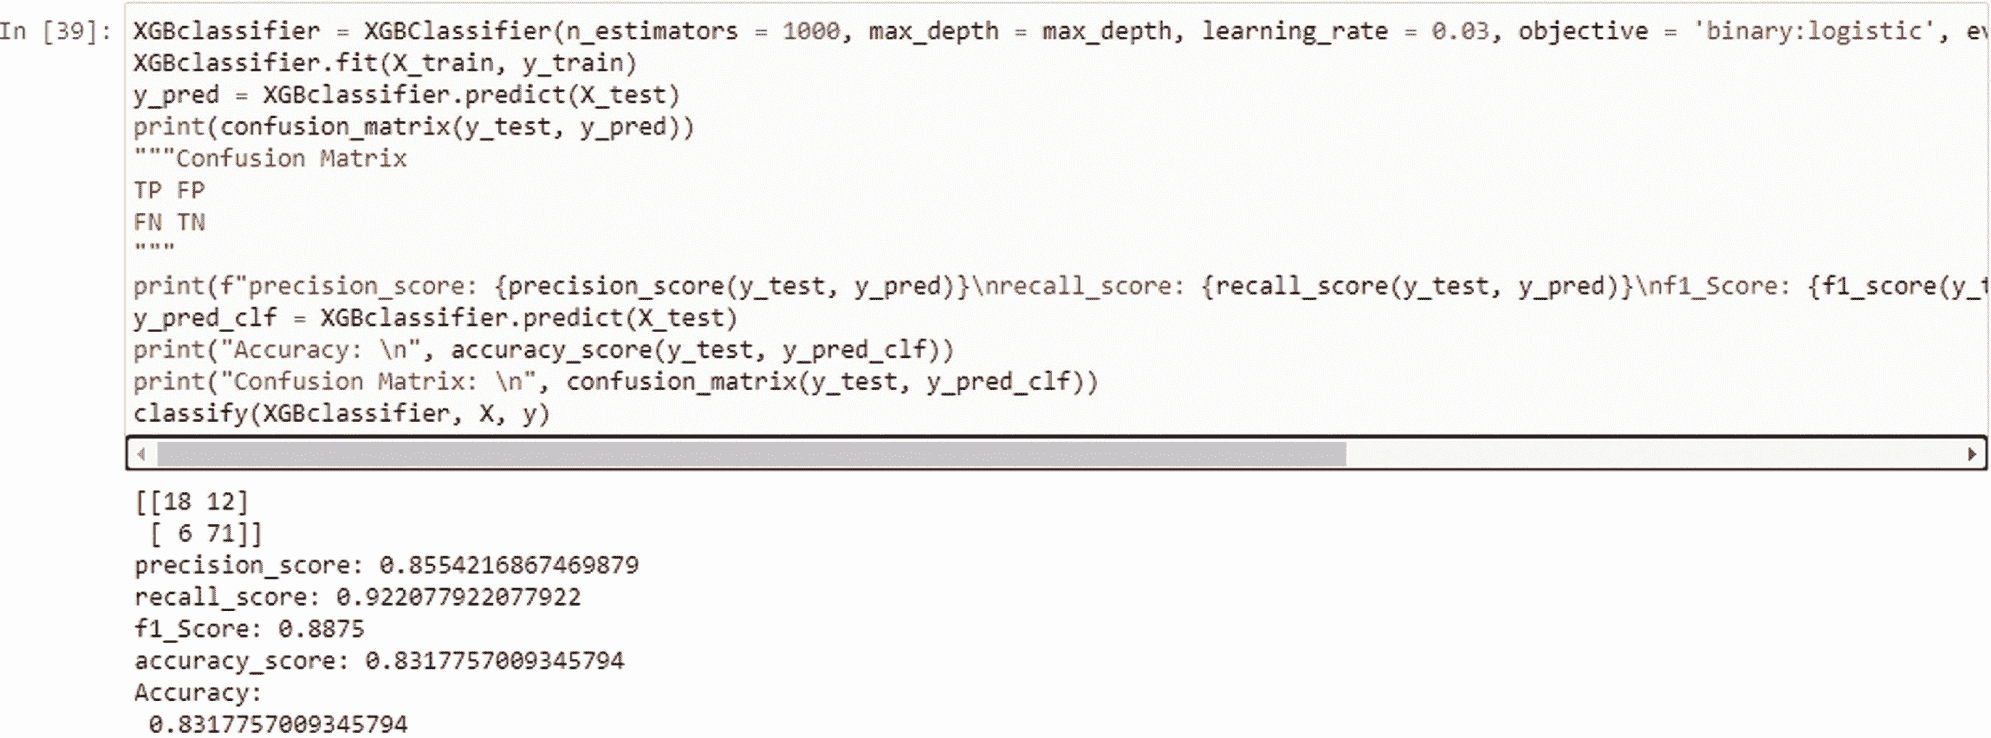 In [39]: XGBclassifier = XGBClassifier(n_estimators = 1000, max_depth = max_depth, learning_rate = 0.03, objective = 'binary:logistic', ev
XGBclassifier.fit(X_train, y_train)
y_pred = XGBclassifier.predict(X_test)
print(confusion_matrix(y_test, y_pred))
"""Confusion Matrix
TP FP
FN TN
"""
print(f"precision_score: {precision_score(y_test, y_pred)}\nrecall_score: {recall_score(y_test, y_pred)}\nf1_Score: {f1_score(y_t
y_pred_clf = XGBclassifier.predict(X_test)
print("Accuracy: \n", accuracy_score(y_test, y_pred_clf))
print("Confusion Matrix: \n", confusion_matrix(y_test, y_pred_clf))
classify(XGBclassifier, X, y)
[[18 12]
 [ 6 71]]
precision_score: 0.8554216867469879
recall_score: 0.922077922077922
f1_Score: 0.8875
accuracy_score: 0.8317757009345794
Accuracy:
 0.8317757009345794